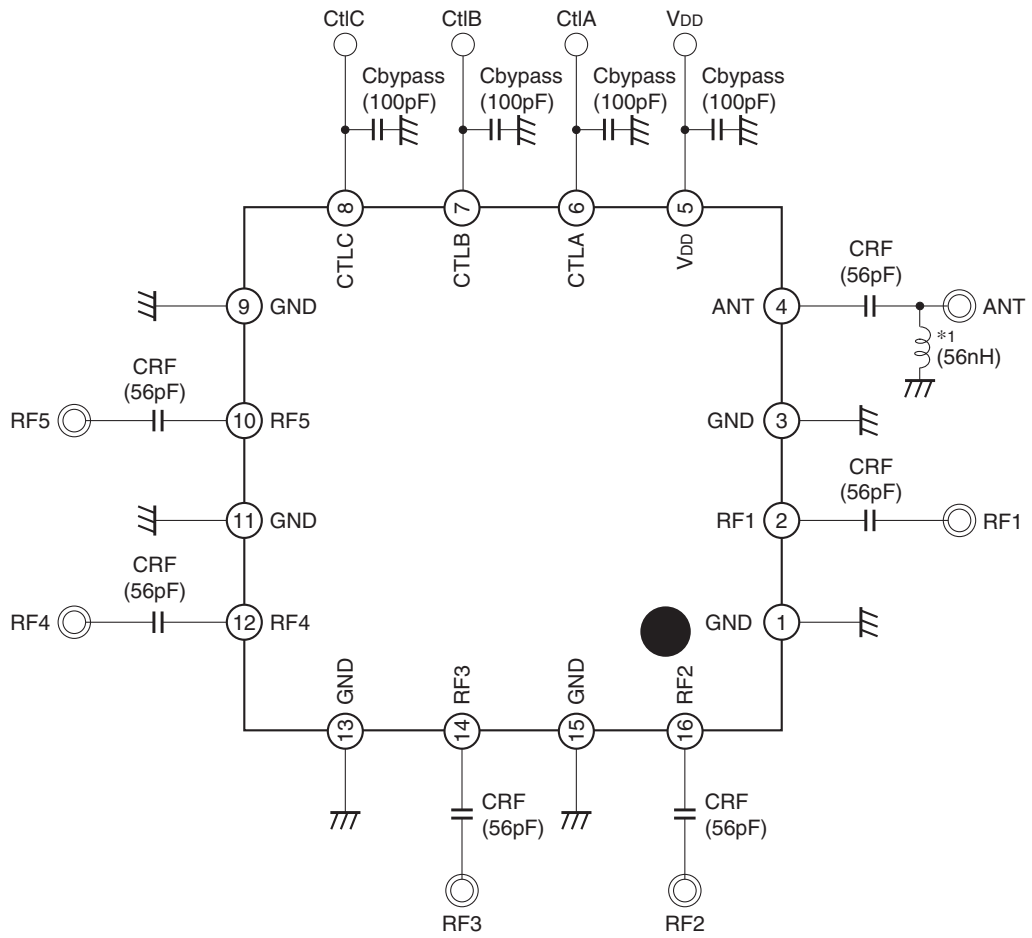 CtlC
CtlB
CtlA
VDD
Cbypass
(100pF)
Cbypass
(100pF)
Cbypass
(100pF)
Cbypass
(100pF)
8
7
6
5
CTLC
CTLB
CTLA
VDD
9
GND
CRF
(56pF)
RF5
10
RF5
11
GND
CRF
(56pF)
RF4
12
RF4
ANT
4
CRF
(56pF)
ANT
*1
(56nH)
GND
3
CRF
(56pF)
RF1
2
RF1
GND
1
GND
RF3
GND
RF2
13
14
15
16
CRF
(56pF)
CRF
(56pF)
RF3
RF2